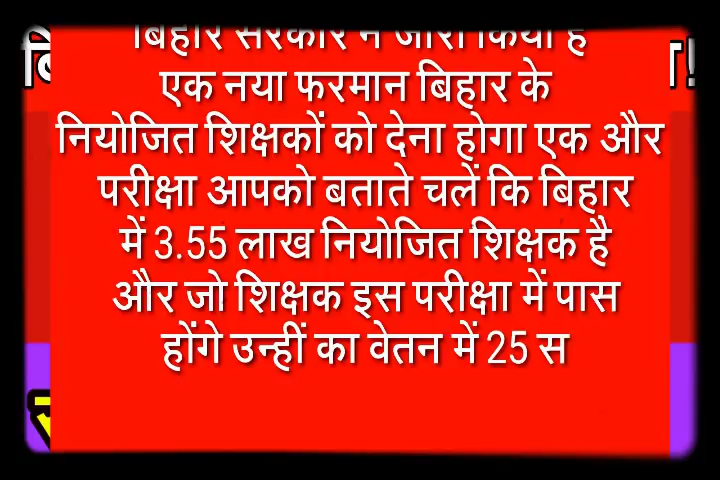 बिहार सरकार ने जारी किया है
एक नया फरमान बिहार के
नियोजित शिक्षकों को देना होगा एक और
परीक्षा आपको बताते चलें कि बिहार
में 3.55 लाख नियोजित शिक्षक है
और जो शिक्षक इस परीक्षा में पास
होंगे उन्हीं का वेतन में 25 स